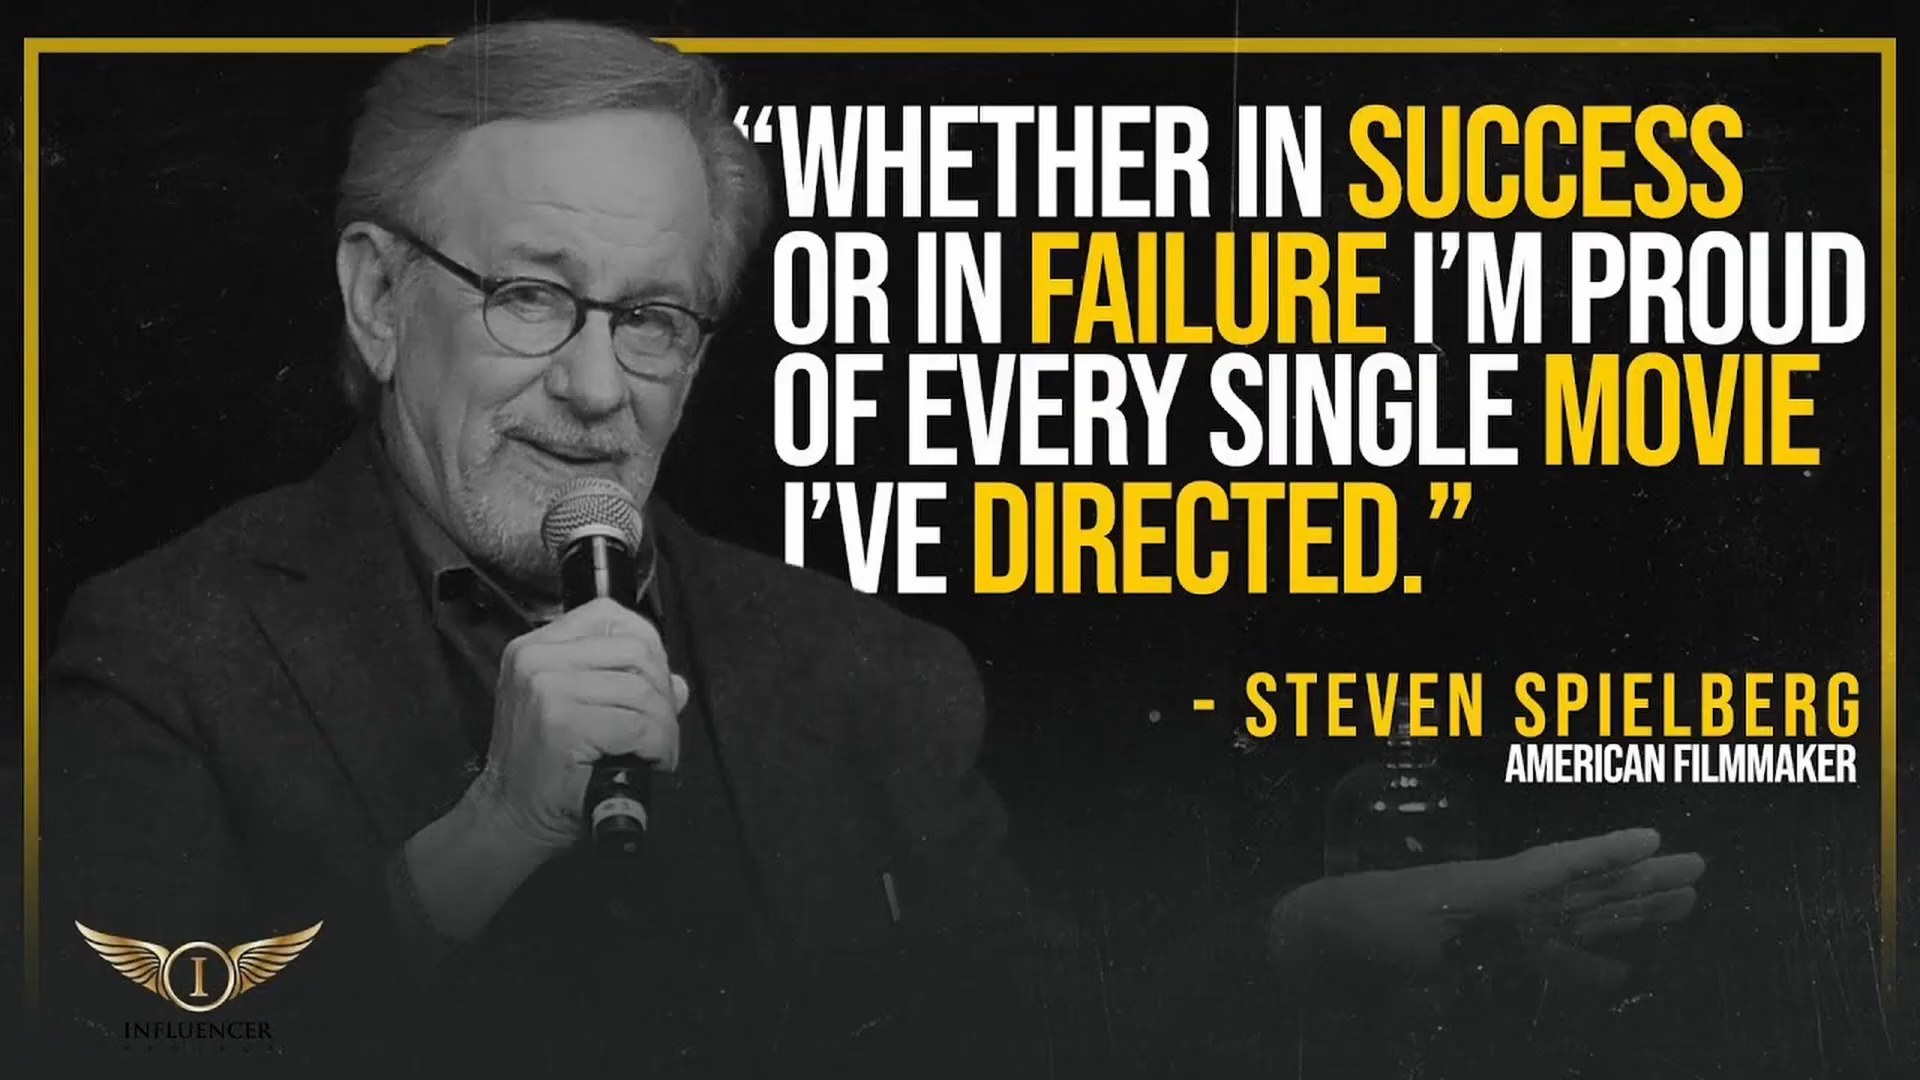 “WHETHER IN SUCCESS
OR IN FAILURE I’M PROUD
OF EVERY SINGLE MOVIE
I’VE DIRECTED.”
- STEVEN SPIELBERG
AMERICAN FILMMAKER
I
INFLUENCER